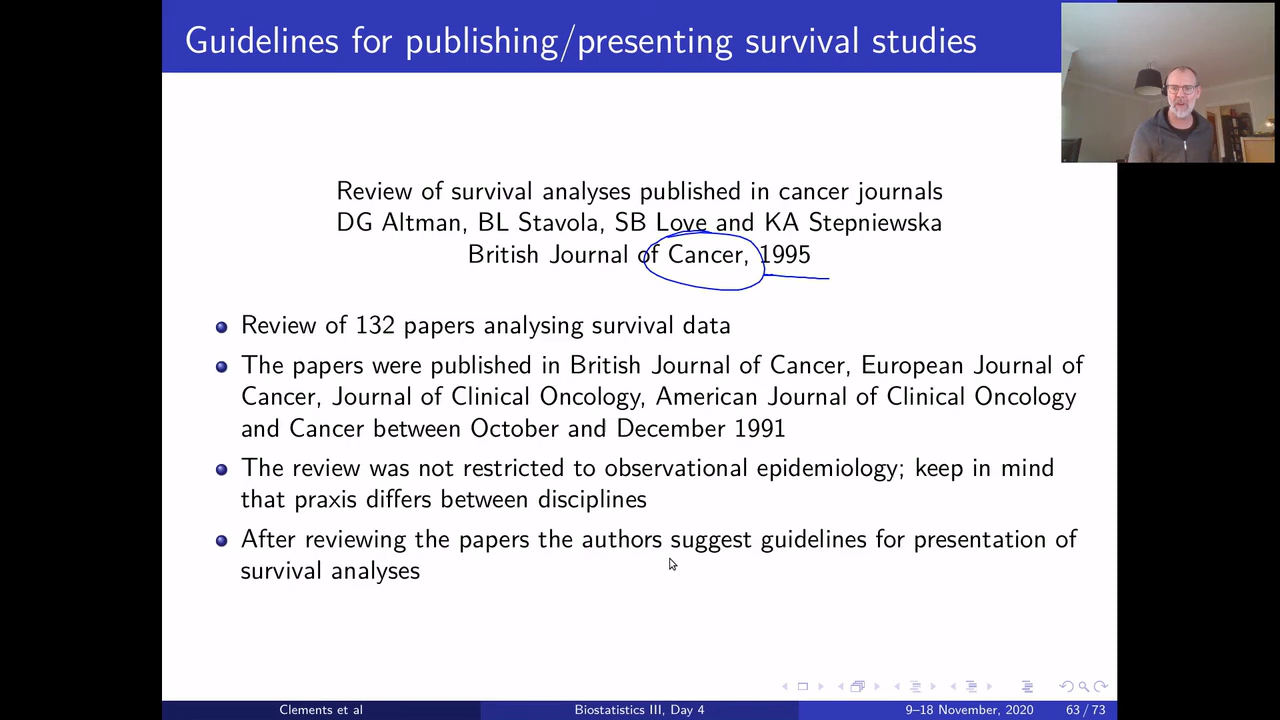 Guidelines for publishing/presenting survival studies
Review of survival analyses published in cancer journals
DG Altman, BL Stavola, SB Love and KA Stepniewska
British Journal of Cancer, 1995
Review of 132 papers analysing survival data
The papers were published in British Journal of Cancer, European Journal of
Cancer, Journal of Clinical Oncology, American Journal of Clinical Oncology
and Cancer between October and December 1991
The review was not restricted to observational epidemiology; keep in mind
that praxis differs between disciplines
After reviewing the papers the authors suggest guidelines for presentation of
survival analyses
Clements et al
Biostatistics III, Day 4
9–18 November, 2020
63 / 73